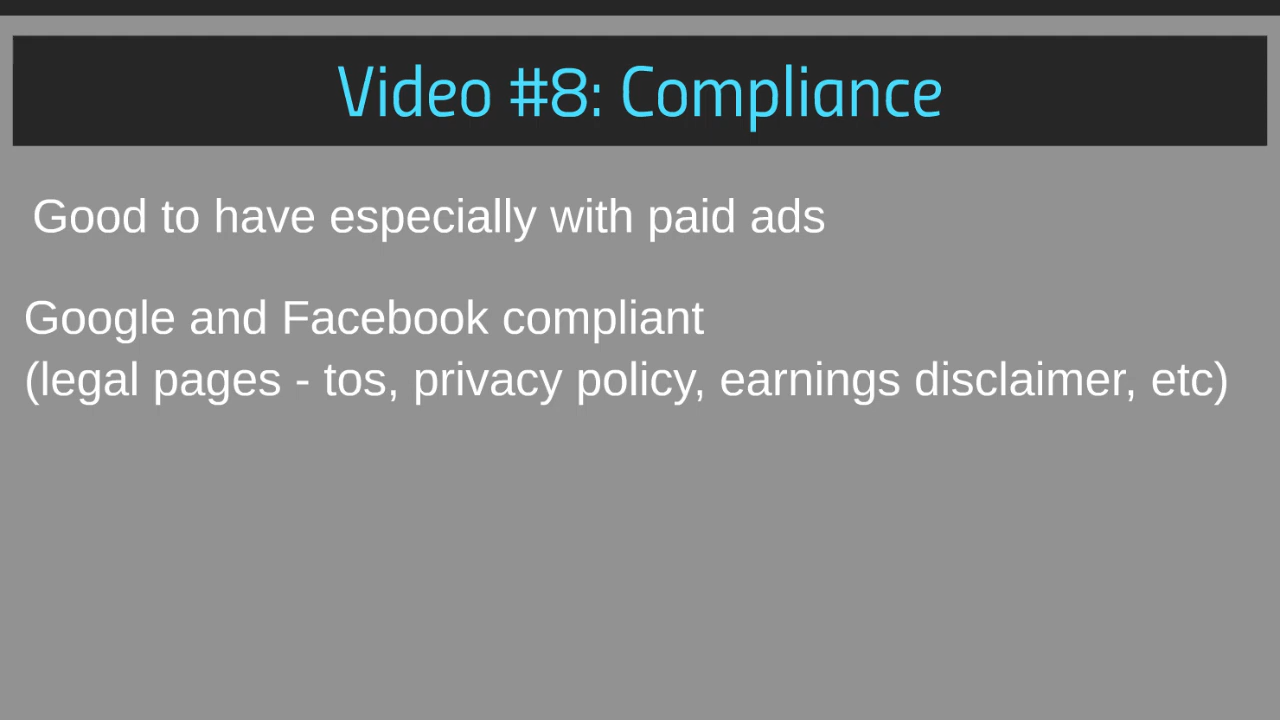 Video #8: Compliance
Good to have especially with paid ads
Google and Facebook compliant
(legal pages - tos, privacy policy, earnings disclaimer, etc)